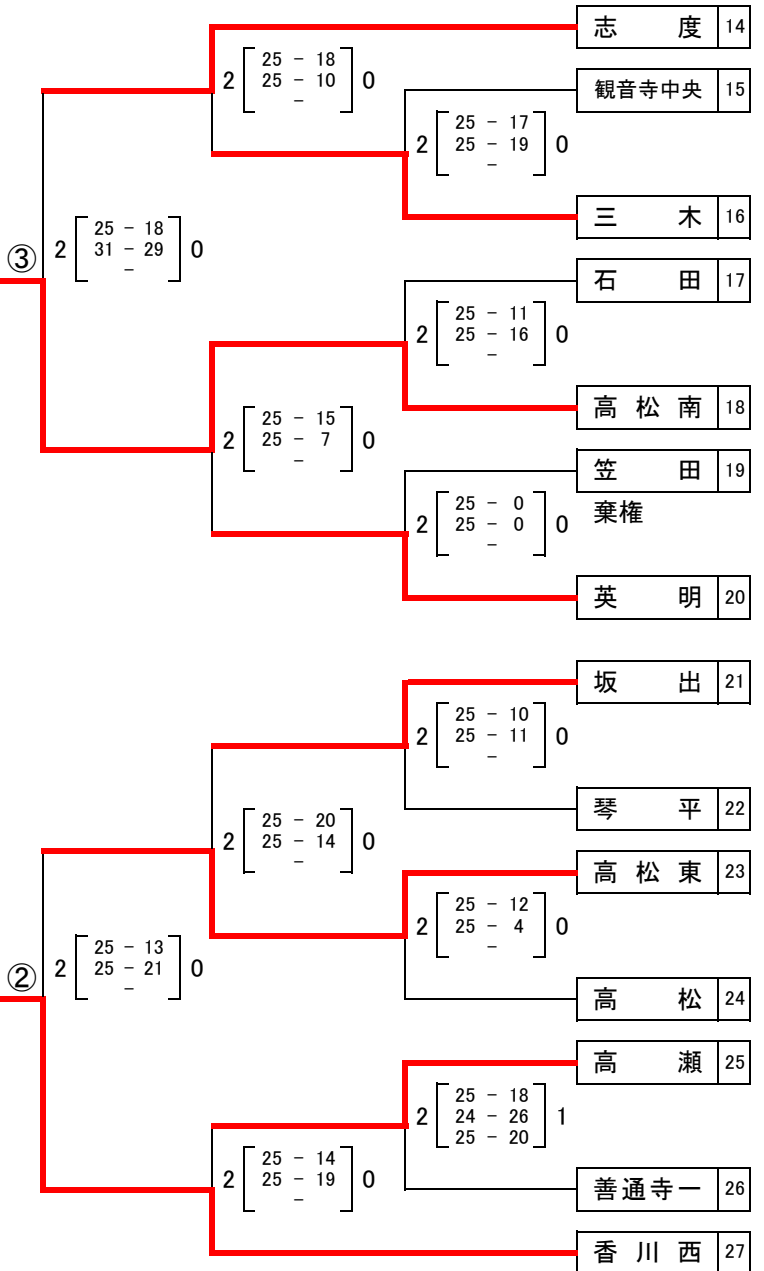 志度 14
2 25 - 18 0
25 - 10
-
観音寺中央 15
2 25 - 17 0
25 - 19
-
三木 16
③ 2 25 - 18 0
31 - 29
-
石田 17
2 25 - 11 0
25 - 16
-
高松南 18
2 25 - 15 0
25 - 7
-
笠田 19
棄権
2 25 - 0 0
25 - 0
-
英明 20
坂出 21
2 25 - 10 0
25 - 11
-
琴平 22
2 25 - 20 0
25 - 14
-
高松東 23
2 25 - 12 0
25 - 4
-
② 2 25 - 13 0
25 - 21
-
高松 24
高瀬 25
2 25 - 18 1
24 - 26
25 - 20
2 25 - 14 0
25 - 19
-
善通寺一 26
香川西 27